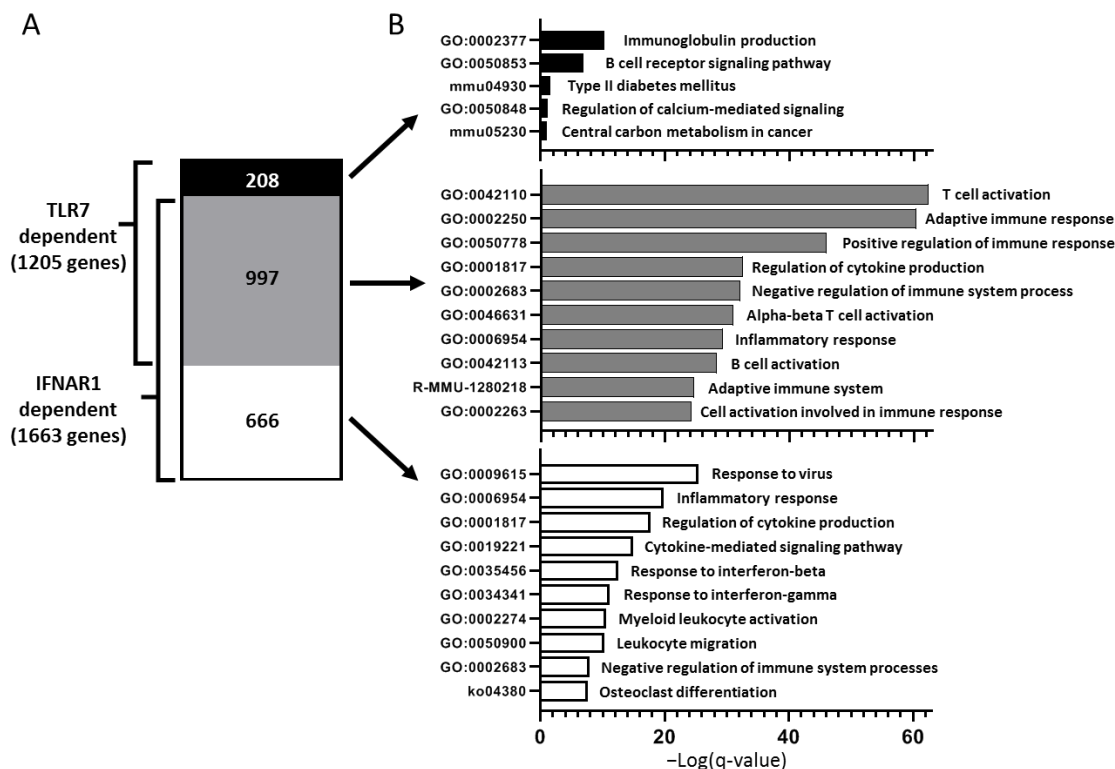 A
B
208
997
666
TLR7
dependent
(1205 genes)
IFNAR1
dependent
(1663 genes)
GO:0002377 Immunoglobulin production
GO:0050853 B cell receptor signaling pathway
mmu04930 Type II diabetes mellitus
GO:0050848 Regulation of calcium-mediated signaling
mmu05230 Central carbon metabolism in cancer
GO:0042110 T cell activation
GO:0002250 Adaptive immune response
GO:0050778 Positive regulation of immune response
GO:0001817 Regulation of cytokine production
GO:0002683 Negative regulation of immune system process
GO:0046631 Alpha-beta T cell activation
GO:0006954 Inflammatory response
GO:0042113 B cell activation
R-MMU-1280218 Adaptive immune system
GO:0002263 Cell activation involved in immune response
GO:0009615 Response to virus
GO:0006954 Inflammatory response
GO:0001817 Regulation of cytokine production
GO:0019221 Cytokine-mediated signaling pathway
GO:0035456 Response to interferon-beta
GO:0034341 Response to interferon-gamma
GO:0002274 Myeloid leukocyte activation
GO:0050900 Leukocyte migration
GO:0002683 Negative regulation of immune system processes
ko04380 Osteoclast differentiation
0 20 40 60
−Log(q-value)